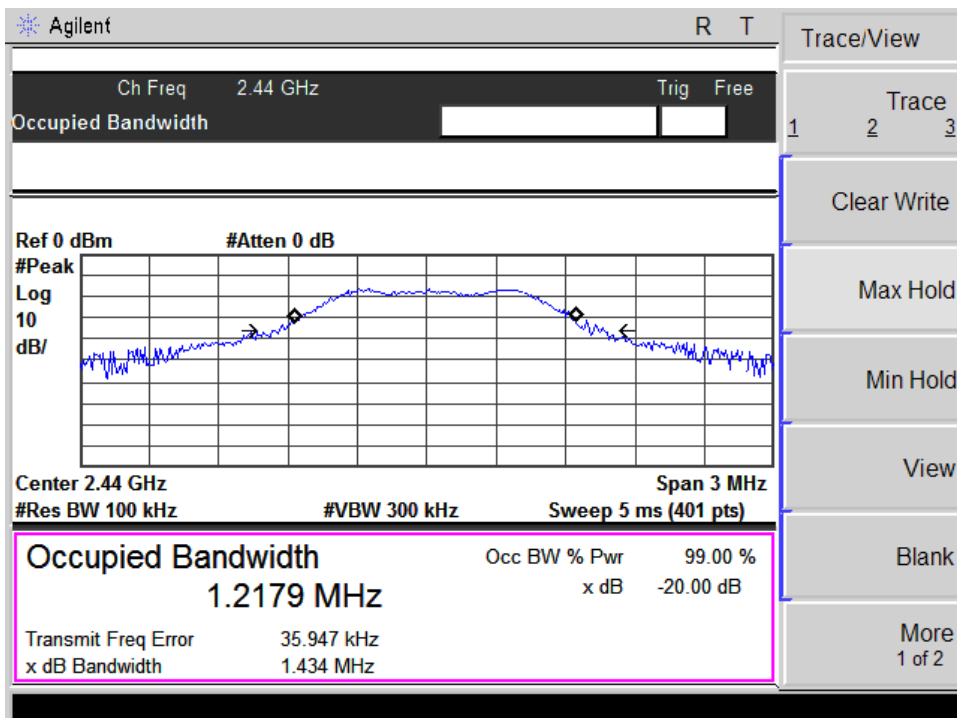 Agilent R T
Ch Freq 2.44 GHz Trig Free
Occupied Bandwidth
Ref 0 dBm #Atten 0 dB
#Peak
Log
10
dB/
Center 2.44 GHz Span 3 MHz
#Res BW 100 kHz #VBW 300 kHz Sweep 5 ms (401 pts)
Occupied Bandwidth Occ BW % Pwr 99.00 %
1.2179 MHz x dB -20.00 dB
Transmit Freq Error 35.947 kHz
x dB Bandwidth 1.434 MHz
Trace/View
Trace
1 2 3
Clear Write
Max Hold
Min Hold
View
Blank
More
1 of 2